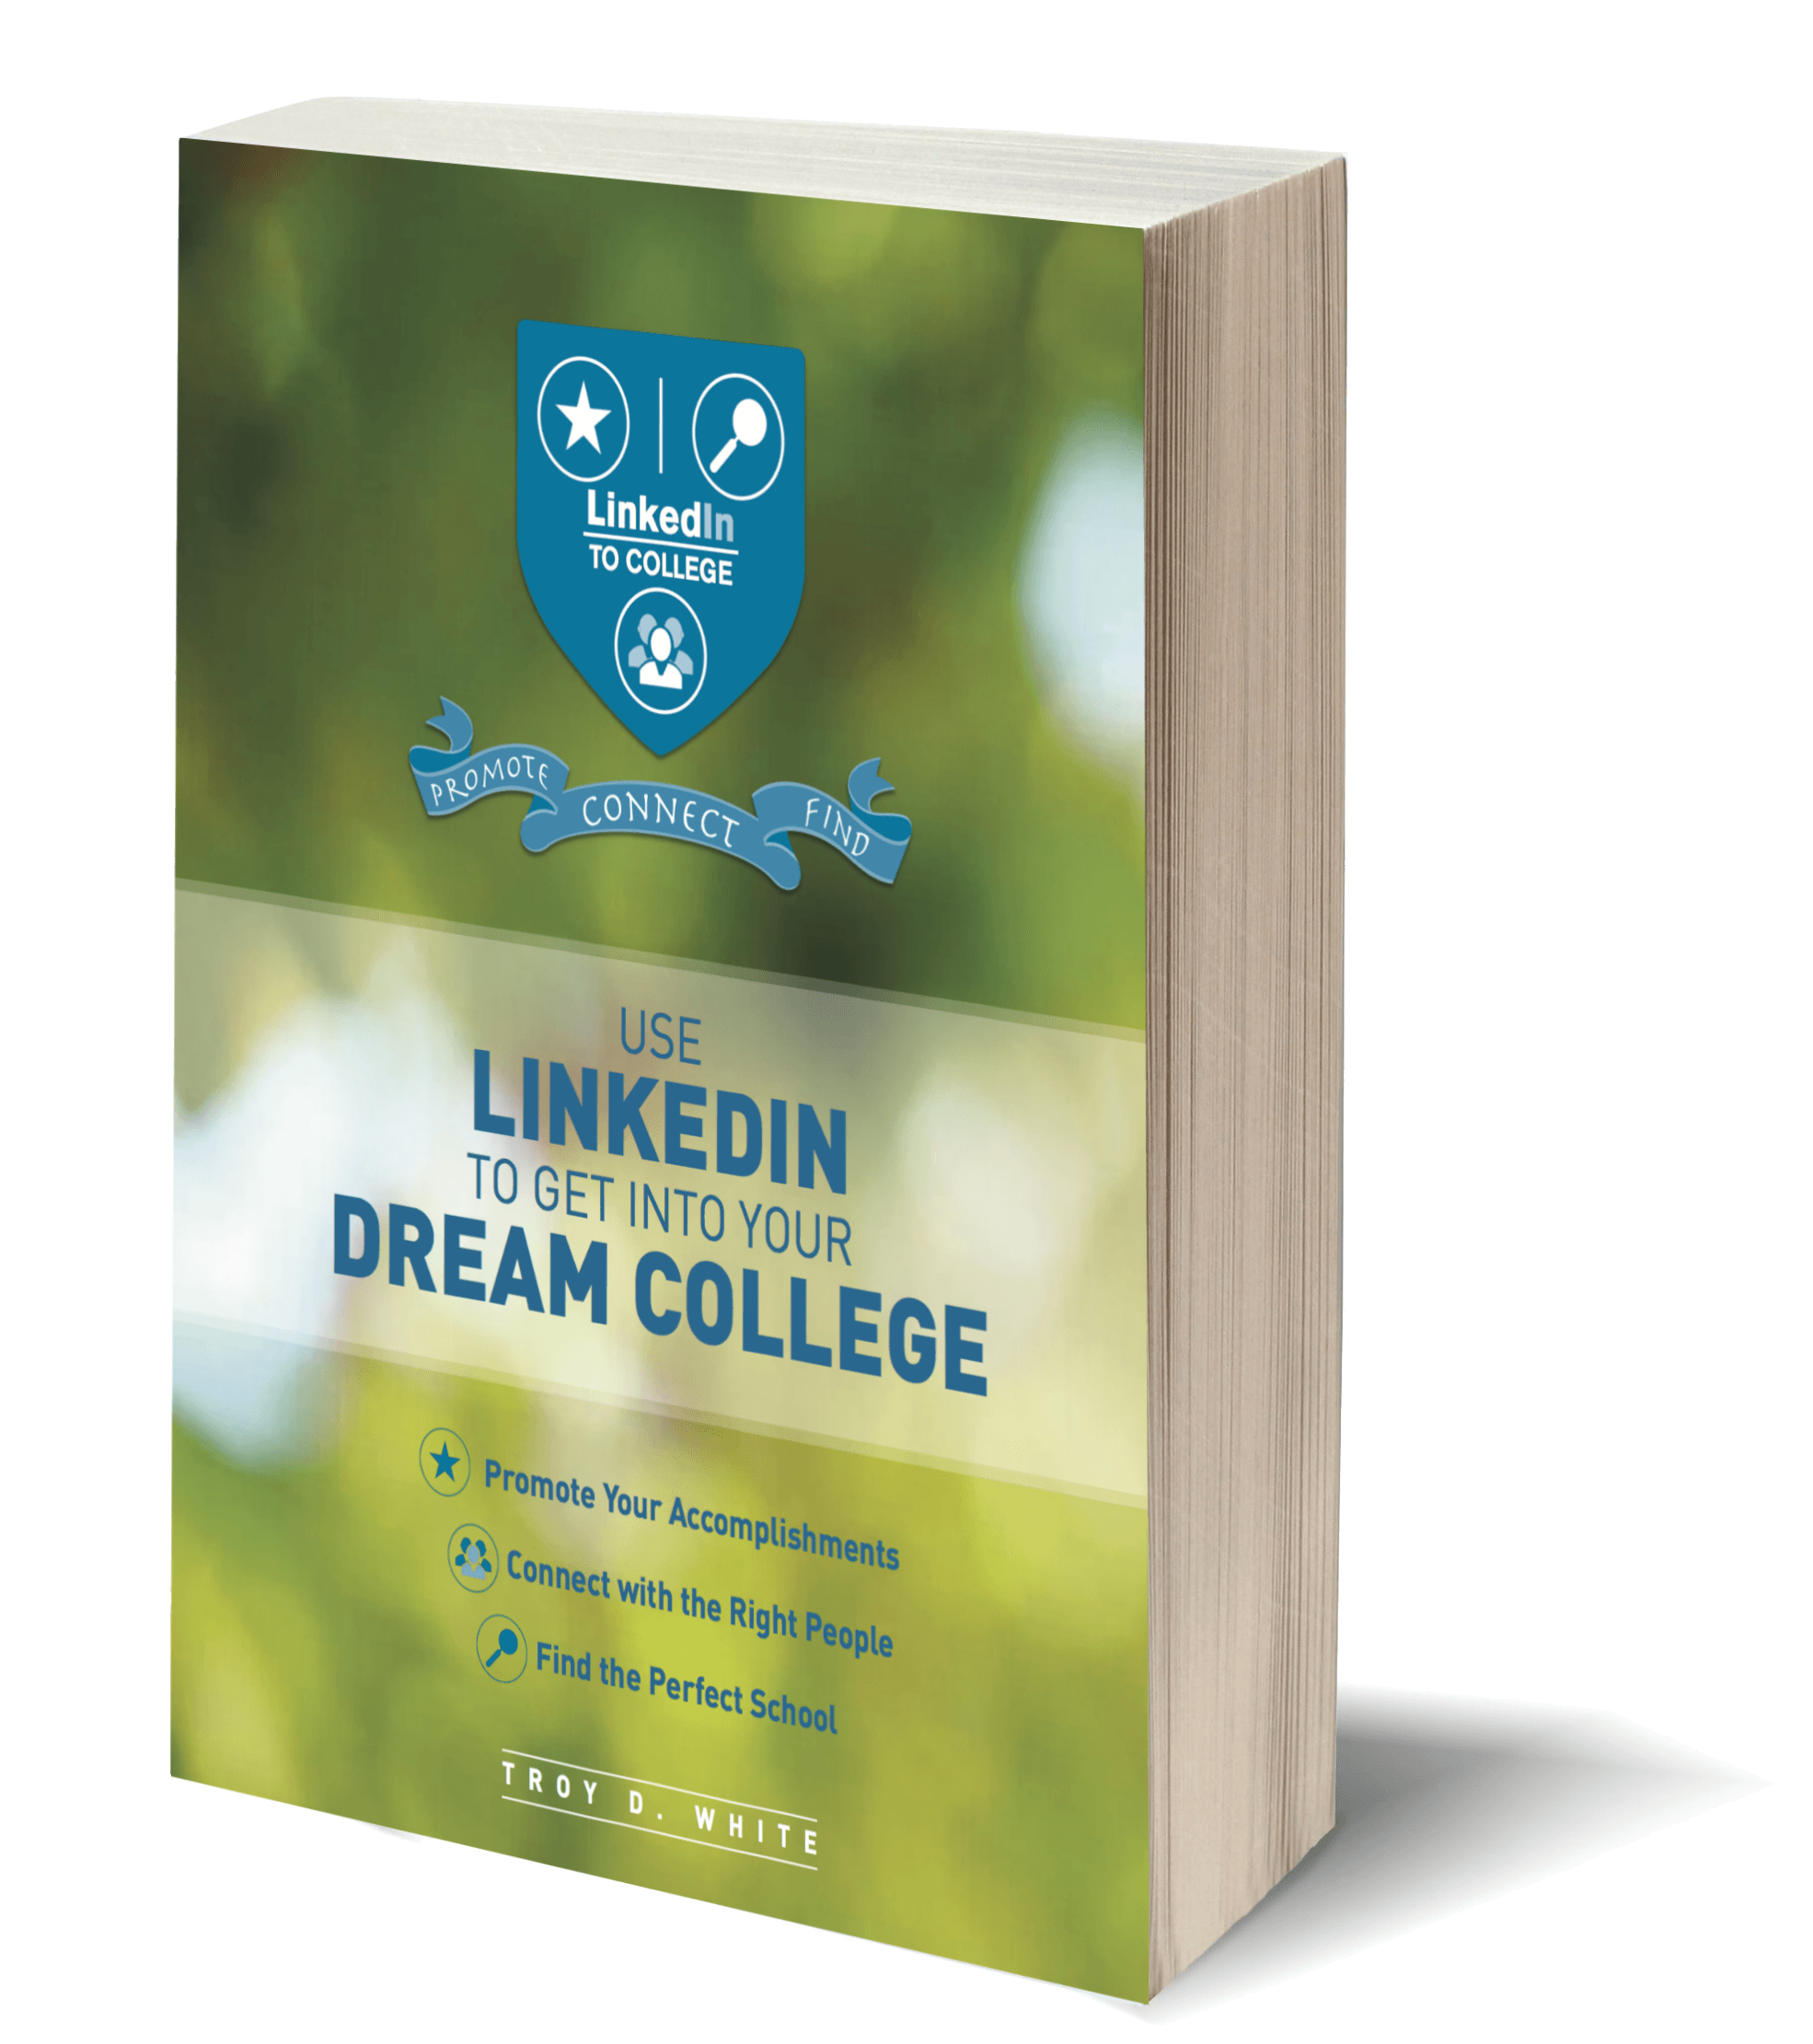 LinkedIn
TO COLLEGE
PROMOTE CONNECT FIND
USE
LINKEDIN
TO GET INTO YOUR
DREAM COLLEGE
Promote Your Accomplishments
Connect with the Right People
Find the Perfect School
TROY D. WHITE